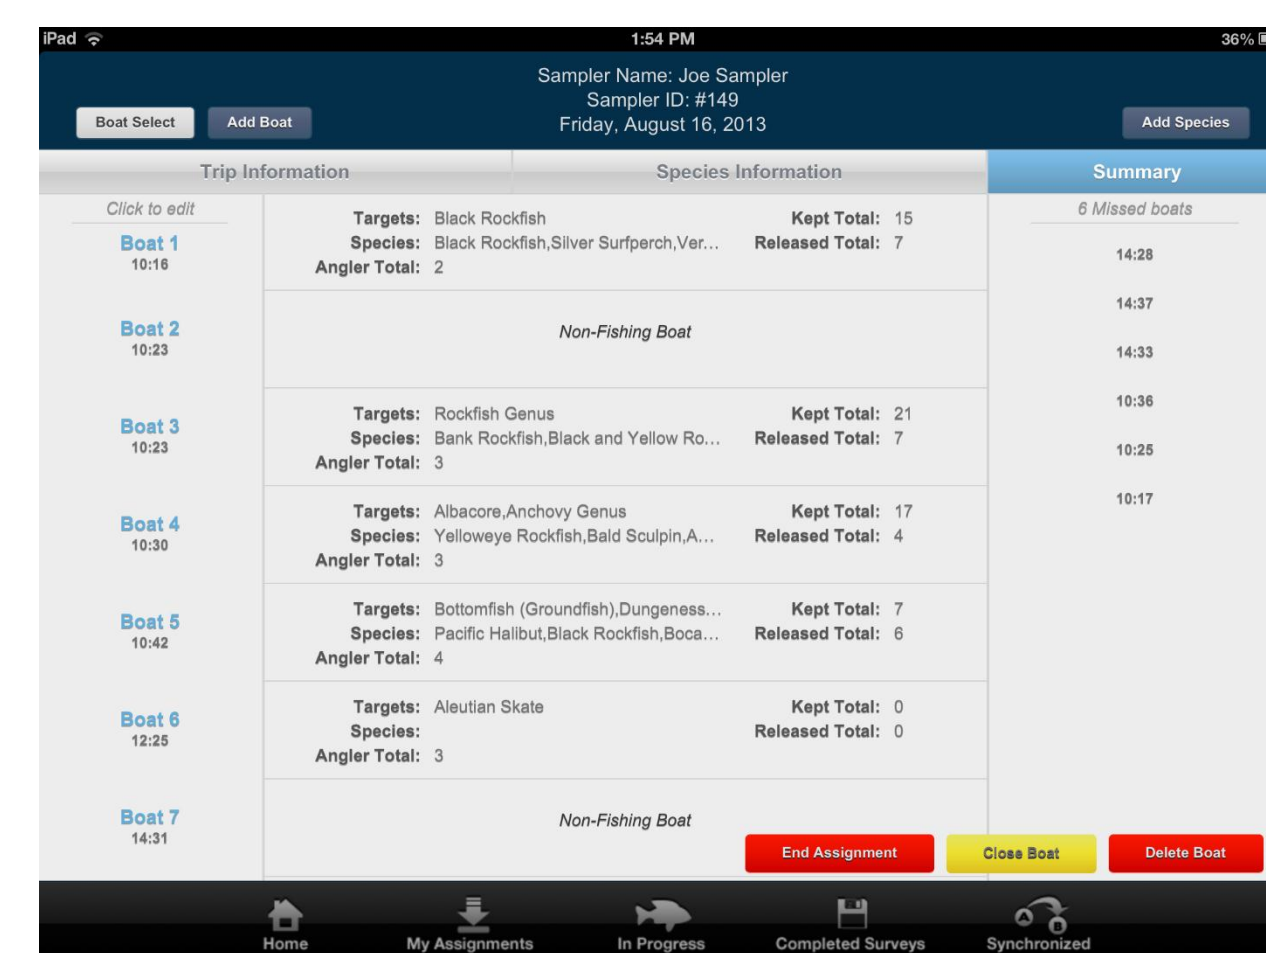 iPad 1:54 PM 36%
Sampler Name: Joe Sampler
Sampler ID: #149
Friday, August 16, 2013
Boat Select Add Boat Add Species
Trip Information Species Information Summary
Click to edit
6 Missed boats
Boat 1
10:16
Targets: Black Rockfish Kept Total: 15
Species: Black Rockfish,Silver Surfperch,Ver... Released Total: 7
Angler Total: 2
Boat 2
10:23
Non-Fishing Boat
Boat 3
10:23
Targets: Rockfish Genus Kept Total: 21
Species: Bank Rockfish,Black and Yellow Ro... Released Total: 7
Angler Total: 3
Boat 4
10:30
Targets: Albacore,Anchovy Genus Kept Total: 17
Species: Yelloweye Rockfish,Bald Sculpin,A... Released Total: 4
Angler Total: 3
Boat 5
10:42
Targets: Bottomfish (Groundfish),Dungeness... Kept Total: 7
Species: Pacific Halibut,Black Rockfish,Boca... Released Total: 6
Angler Total: 4
Boat 6
12:25
Targets: Aleutian Skate Kept Total: 0
Species: Released Total: 0
Angler Total: 3
Boat 7
14:31
Non-Fishing Boat
14:28
14:37
14:33
10:36
10:25
10:17
End Assignment Close Boat Delete Boat
A
B
Home My Assignments In Progress Completed Surveys Synchronized